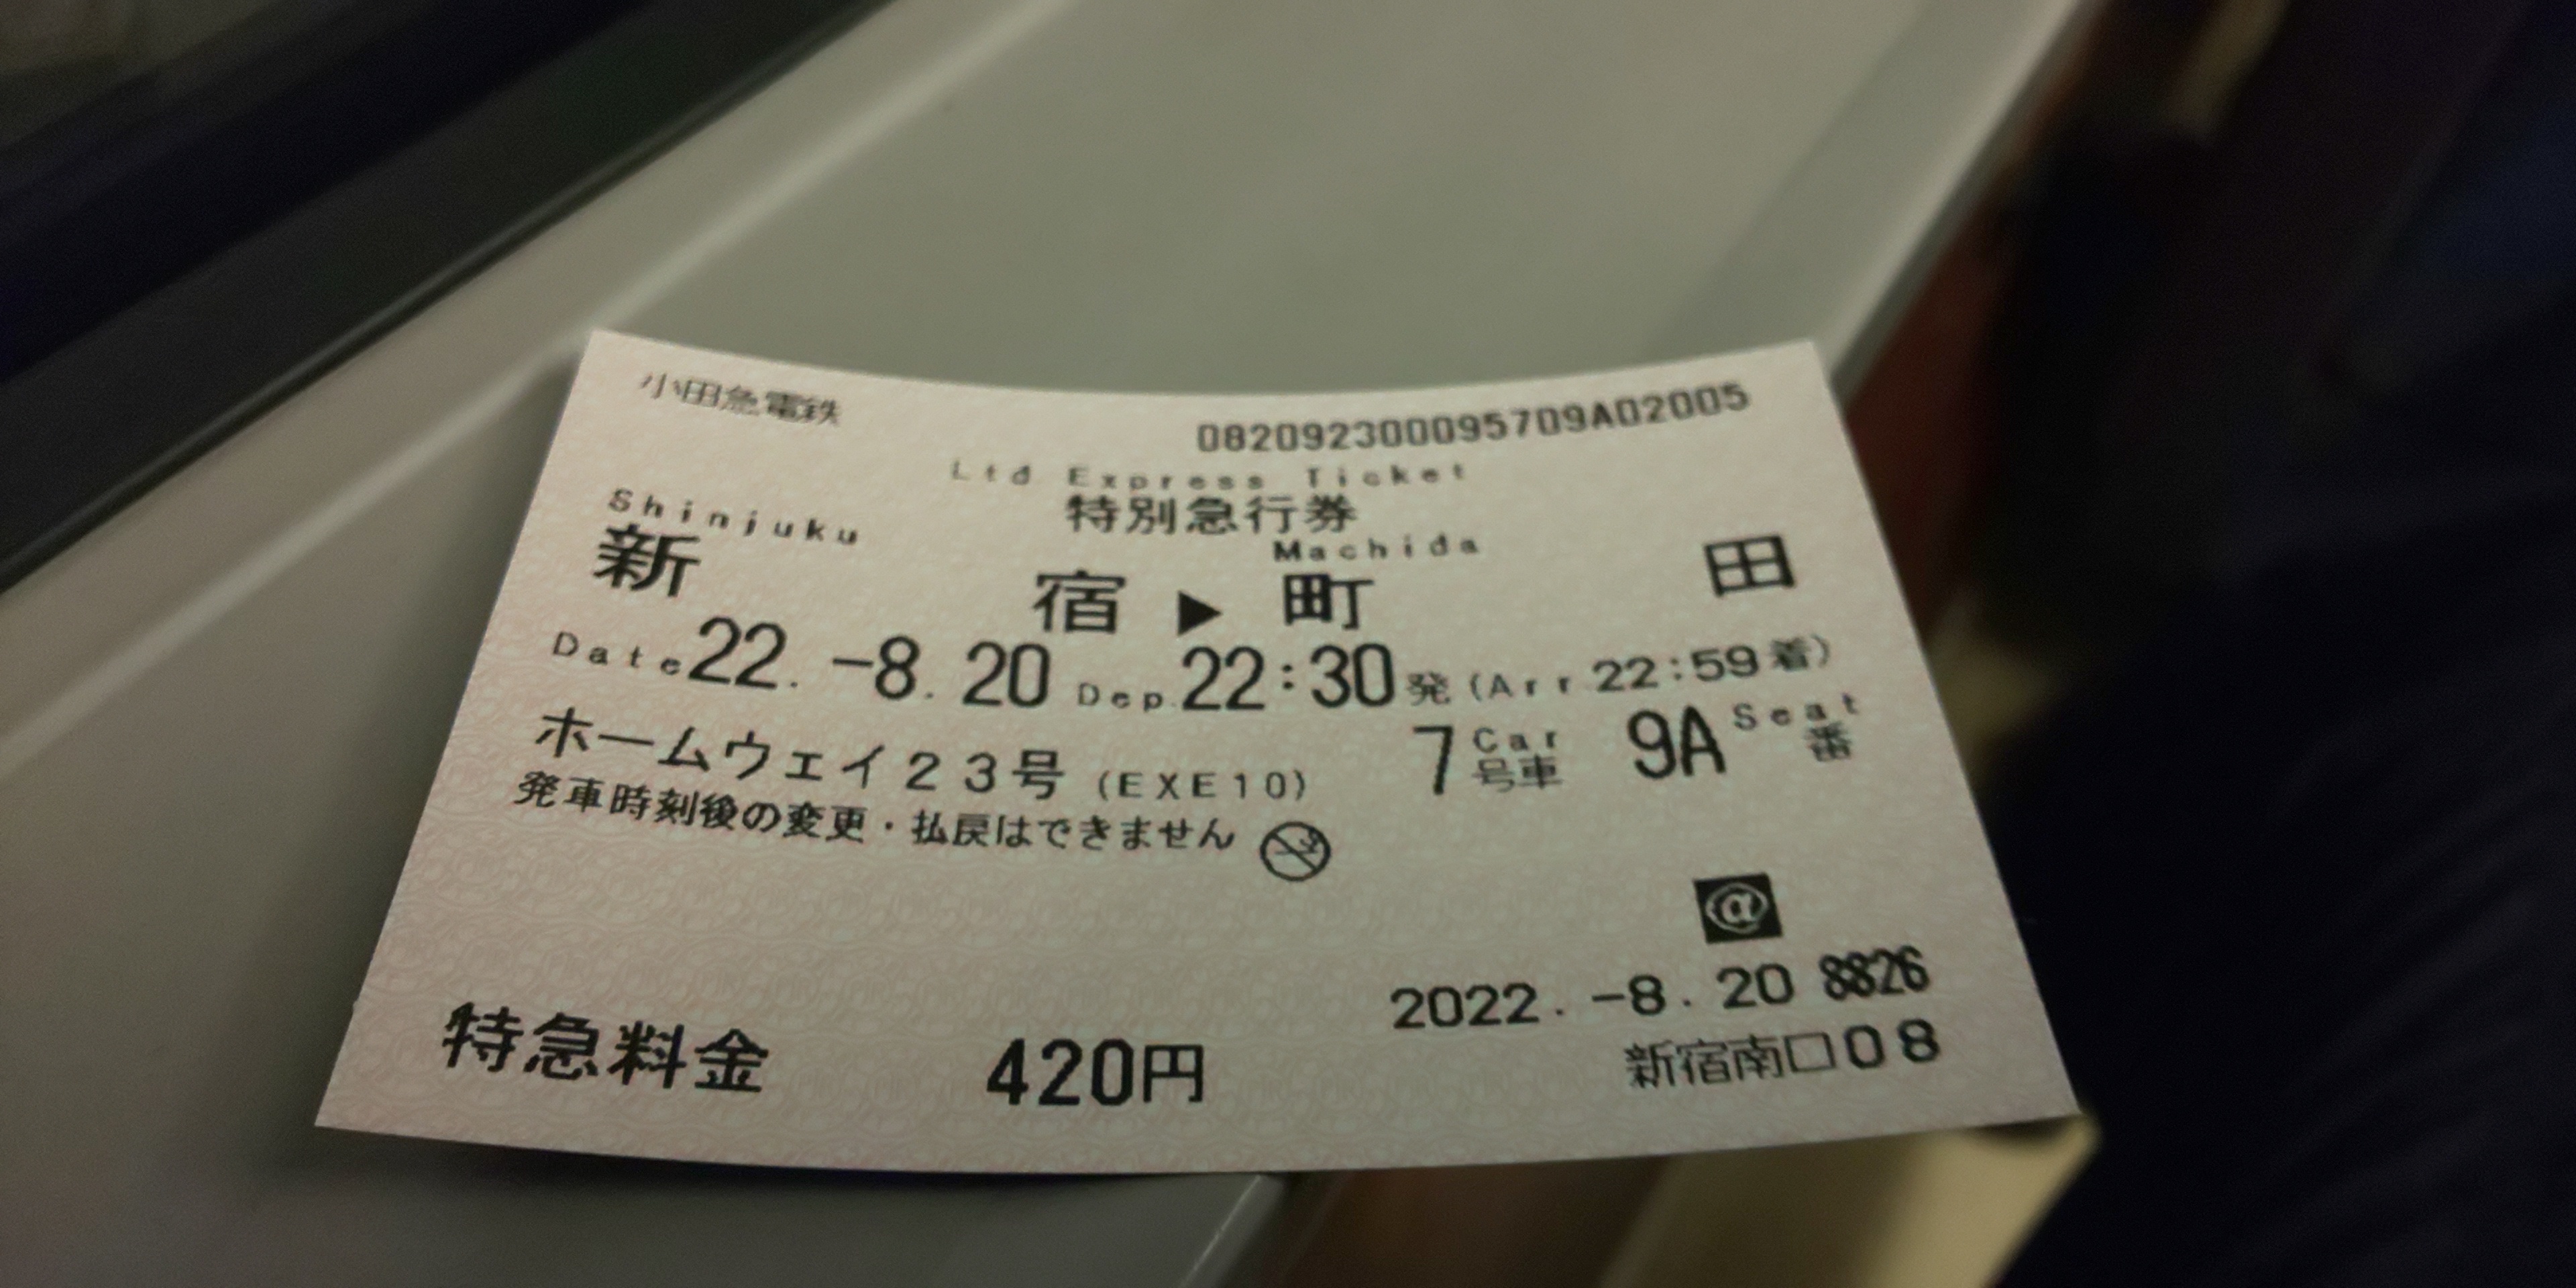 小田急電鉄 082092300095709A02005
Ltd Express Ticket
特別急行券
Shinjuku Machida
新宿▶町田
Date 22.-8.20 Dep.22:30発 (Arr 22:59着)
ホームウェイ23号 (EXE10) 7 Car 号車 9A Seat 番
発車時刻後の変更・払戻はできません
@
2022.-8.20 8826
特急料金 420円 新宿南口08